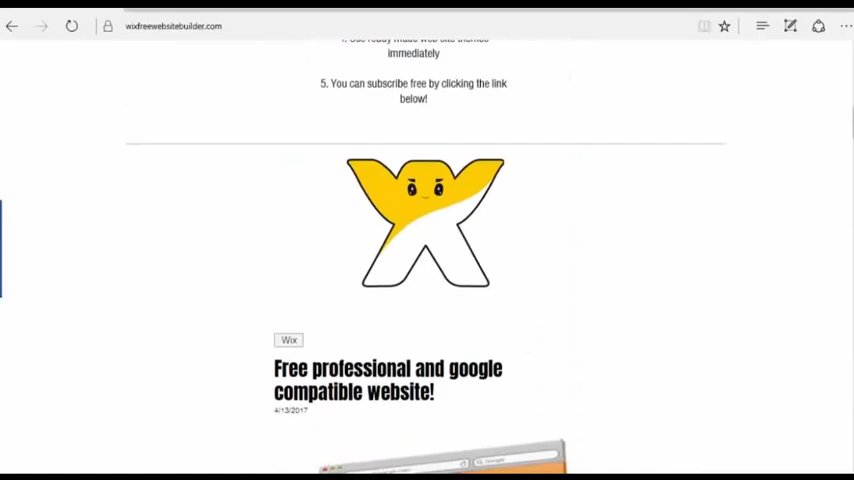 wixfreewebsitebuilder.com
immediately
5. You can subscribe free by clicking the link
below!
Wix
Free professional and google
compatible website!
4/13/2017